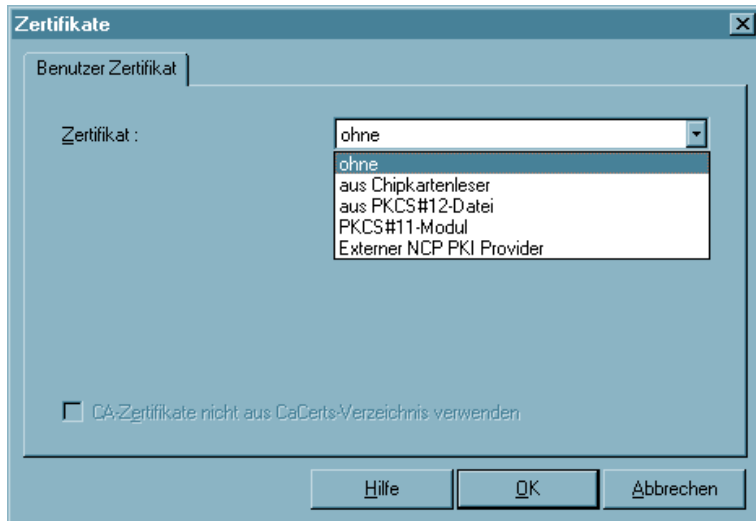 Zertifikate
Benutzer Zertifikat
Zertifikat : ohne
ohne
aus Chipkartenleser
aus PKCS#12-Datei
PKCS#11-Modul
Externer NCP PKI Provider
CA-Zertifikate nicht aus CaCerts-Verzeichnis verwenden
Hilfe OK Abbrechen